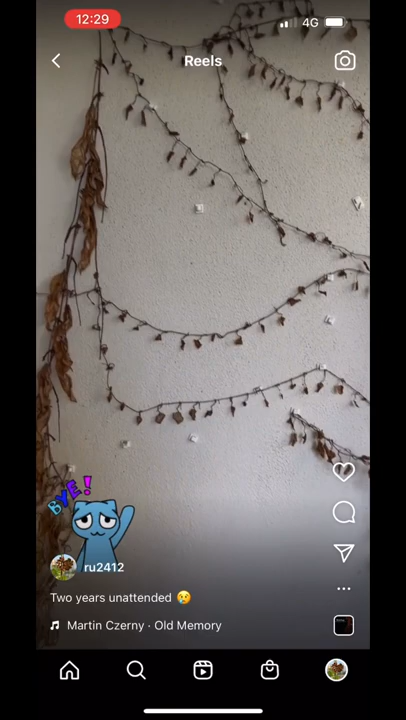 12:29
4G
Reels
BYE!
ru2412
Two years unattended 😢
Martin Czerny · Old Memory